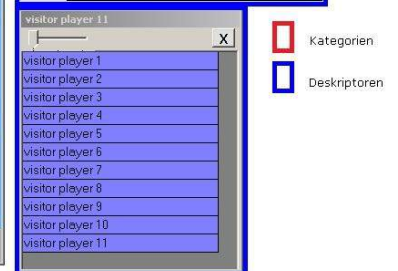 visitor player 11
X
visitor player 1
visitor player 2
visitor player 3
visitor player 4
visitor player 5
visitor player 6
visitor player 7
visitor player 8
visitor player 9
visitor player 10
visitor player 11
Kategorien
Deskriptoren